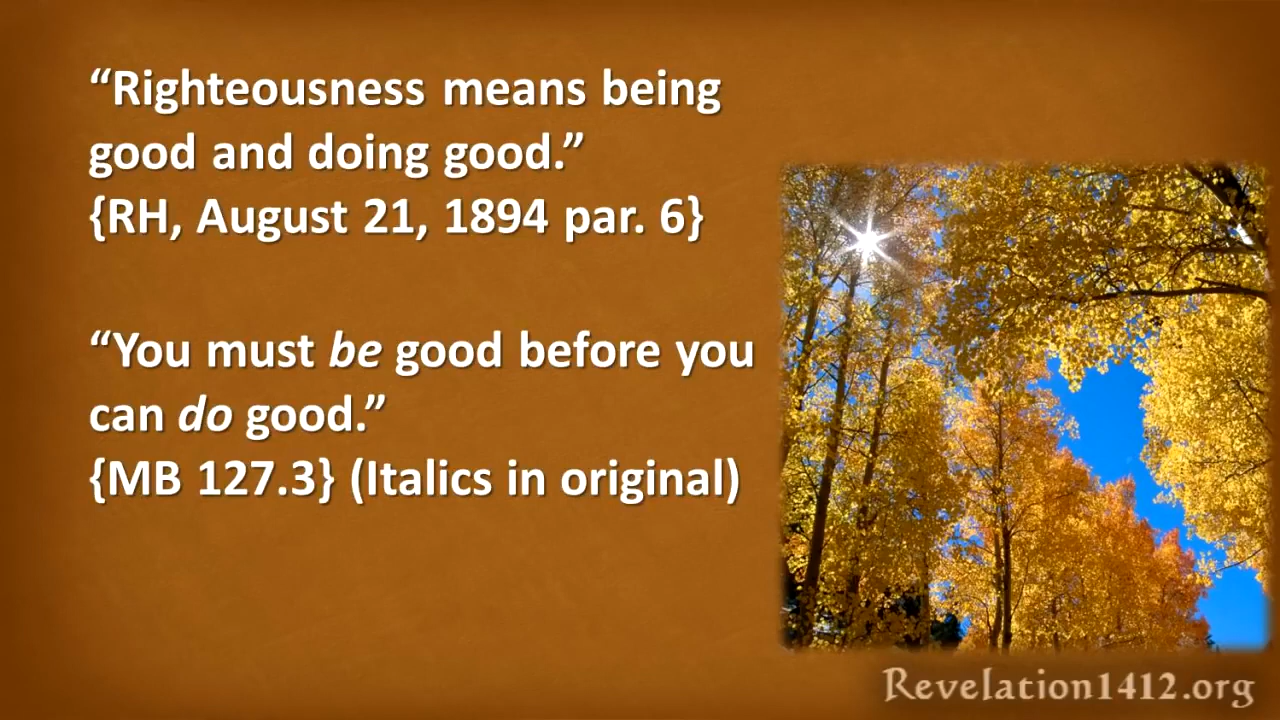 “Righteousness means being
good and doing good.”
{RH, August 21, 1894 par. 6}
“You must be good before you
can do good.”
{MB 127.3} (Italics in original)
Revelation1412.org